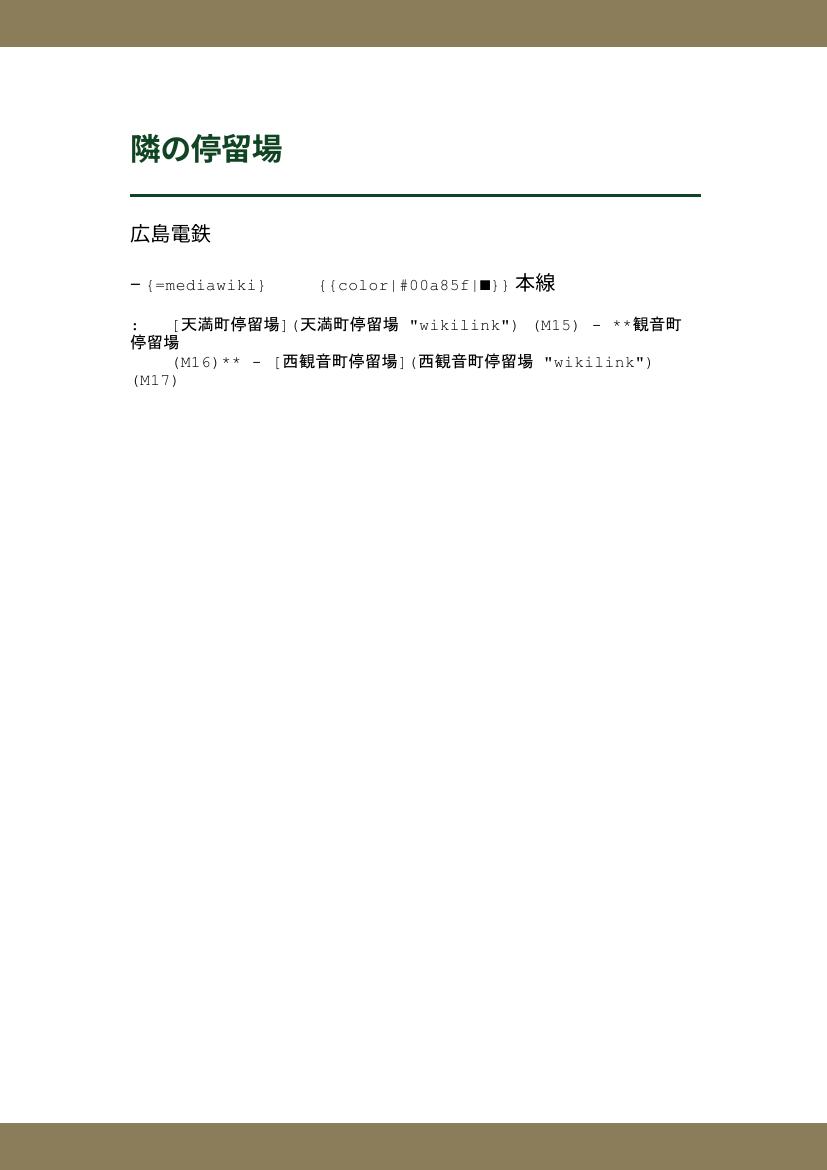 隣の停留場
広島電鉄
– {=mediawiki} {{color|#00a85f|■}} 本線
: [天満町停留場](天満町停留場 "wikilink") (M15) - **観音町
停留場
(M16)** - [西観音町停留場](西観音町停留場 "wikilink")
(M17)